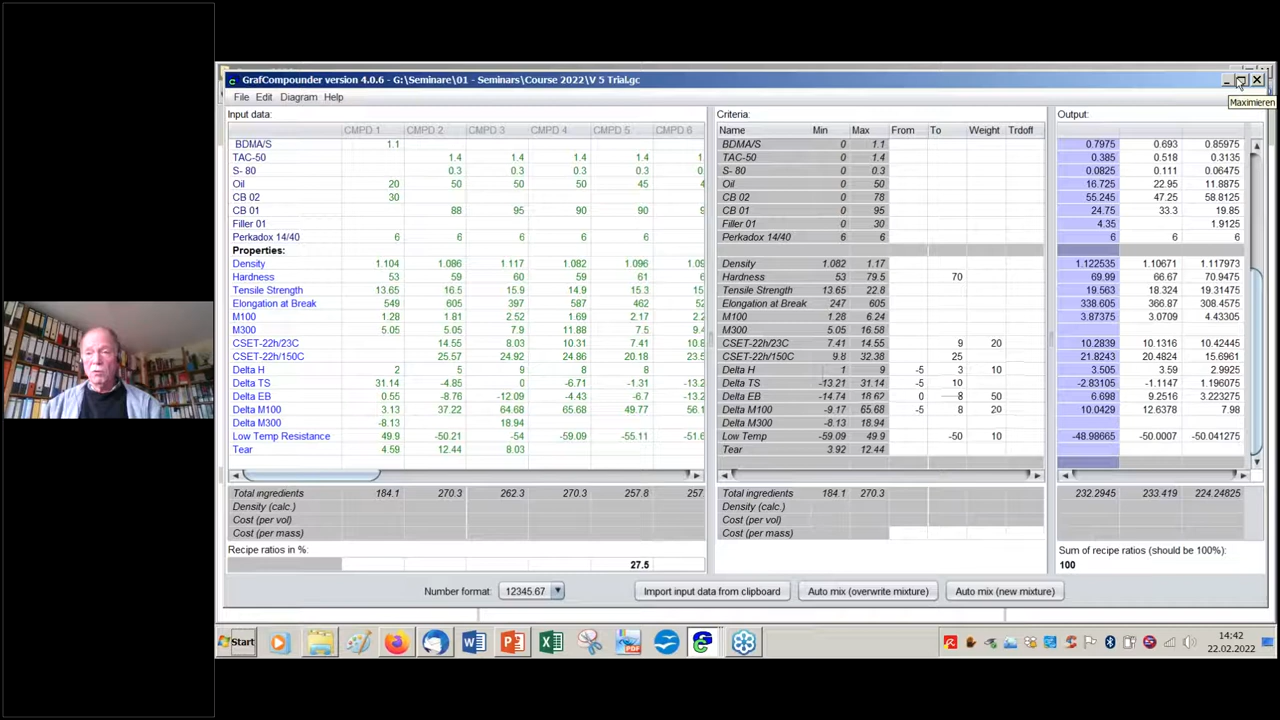 GrafCompounder version 4.0.6 - G:\Seminare\01 - Seminars\Course 2022\V 5 Trial.gc
Maximieren
File Edit Diagram Help
Input data: Criteria: Output:
CMPD 1 CMPD 2 CMPD 3 CMPD 4 CMPD 5 CMPD 6 Name Min Max From To Weight Trdoff
BDMA/S 1.1 BDMA/S 0 1.1 0.7975 0.693 0.85975
TAC-50 1.4 1.4 1.4 1.4 1. TAC-50 0 1.4 0.385 0.518 0.3135
S- 80 0.3 0.3 0.3 0.3 0. S- 80 0 0.3 0.0825 0.111 0.06475
Oil 20 50 50 50 45 4 Oil 0 50 16.725 22.95 11.8875
CB 02 30 CB 02 0 78 55.245 47.25 58.8125
CB 01 88 95 90 90 9 CB 01 0 95 24.75 33.3 19.85
Filler 01 Filler 01 0 30 4.35 1.9125
Perkadox 14/40 6 6 6 6 6 Perkadox 14/40 6 6 6 6 6
Properties:
Density 1.104 1.086 1.117 1.082 1.096 1.09 Density 1.082 1.17 1.122535 1.10671 1.117973
Hardness 53 59 60 59 61 6 Hardness 53 79.5 70 69.99 66.67 70.9475
Tensile Strength 13.65 16.5 15.9 14.9 15.3 15 Tensile Strength 13.65 22.8 19.563 18.324 19.31475
Elongation at Break 549 605 397 587 462 52 Elongation at Break 247 605 338.605 366.87 308.4575
M100 1.28 1.81 2.52 1.69 2.17 2.2 M100 1.28 6.24 3.87375 3.0709 4.43305
M300 5.05 5.05 7.9 11.88 7.5 9.4 M300 5.05 16.58
CSET-22h/23C 14.55 8.03 10.31 7.41 10.8 CSET-22h/23C 7.41 14.55 9 20 10.2839 10.1316 10.42445
CSET-22h/150C 25.57 24.92 24.86 20.18 23.5 CSET-22h/150C 9.8 32.38 25 21.8243 20.4824 15.6961
Delta H 2 5 9 8 8 Delta H 1 9 -5 3 10 3.505 3.59 2.9925
Delta TS 31.14 -4.85 0 -6.71 -1.31 -13.2 Delta TS -13.21 31.14 -5 10 -2.83105 -1.1147 1.196075
Delta EB 0.55 -8.76 -12.09 -4.43 -6.7 -13.2 Delta EB -14.74 18.62 0 8 50 6.698 9.2516 3.223275
Delta M100 3.13 37.22 64.68 65.68 49.77 56.1 Delta M100 -9.17 65.68 -5 8 20 10.0429 12.6378 7.98
Delta M300 -8.13 18.94 Delta M300 -8.13 18.94
Low Temp Resistance 49.9 -50.21 -54 -59.09 -55.11 -51.6 Low Temp -59.09 49.9 -50 10 -48.98665 -50.0007 -50.041275
Tear 4.59 12.44 8.03 Tear 3.92 12.44
Total ingredients 184.1 270.3 262.3 270.3 257.8 257 Total ingredients 184.1 270.3 232.2945 233.419 224.24825
Density (calc.) Density (calc.)
Cost (per vol) Cost (per vol)
Cost (per mass) Cost (per mass)
Recipe ratios in %: Sum of recipe ratios (should be 100%):
27.5 100
Number format: 12345.67 Import input data from clipboard Auto mix (overwrite mixture) Auto mix (new mixture)
Start
14:42
22.02.2022